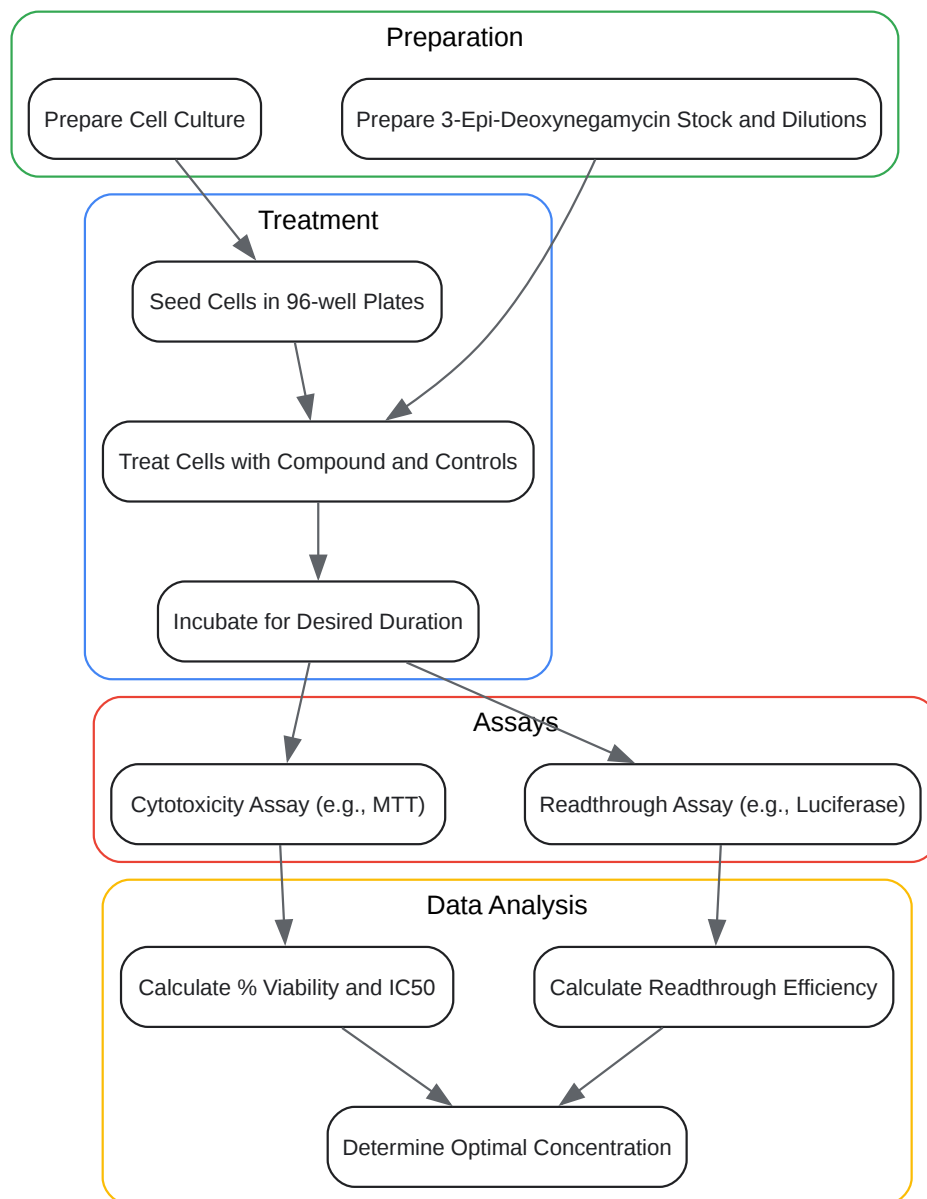 Preparation
Prepare Cell Culture
Prepare 3-Epi-Deoxynegamycin Stock and Dilutions
Treatment
Seed Cells in 96-well Plates
Treat Cells with Compound and Controls
Incubate for Desired Duration
Assays
Cytotoxicity Assay (e.g., MTT)
Readthrough Assay (e.g., Luciferase)
Data Analysis
Calculate % Viability and IC50
Calculate Readthrough Efficiency
Determine Optimal Concentration